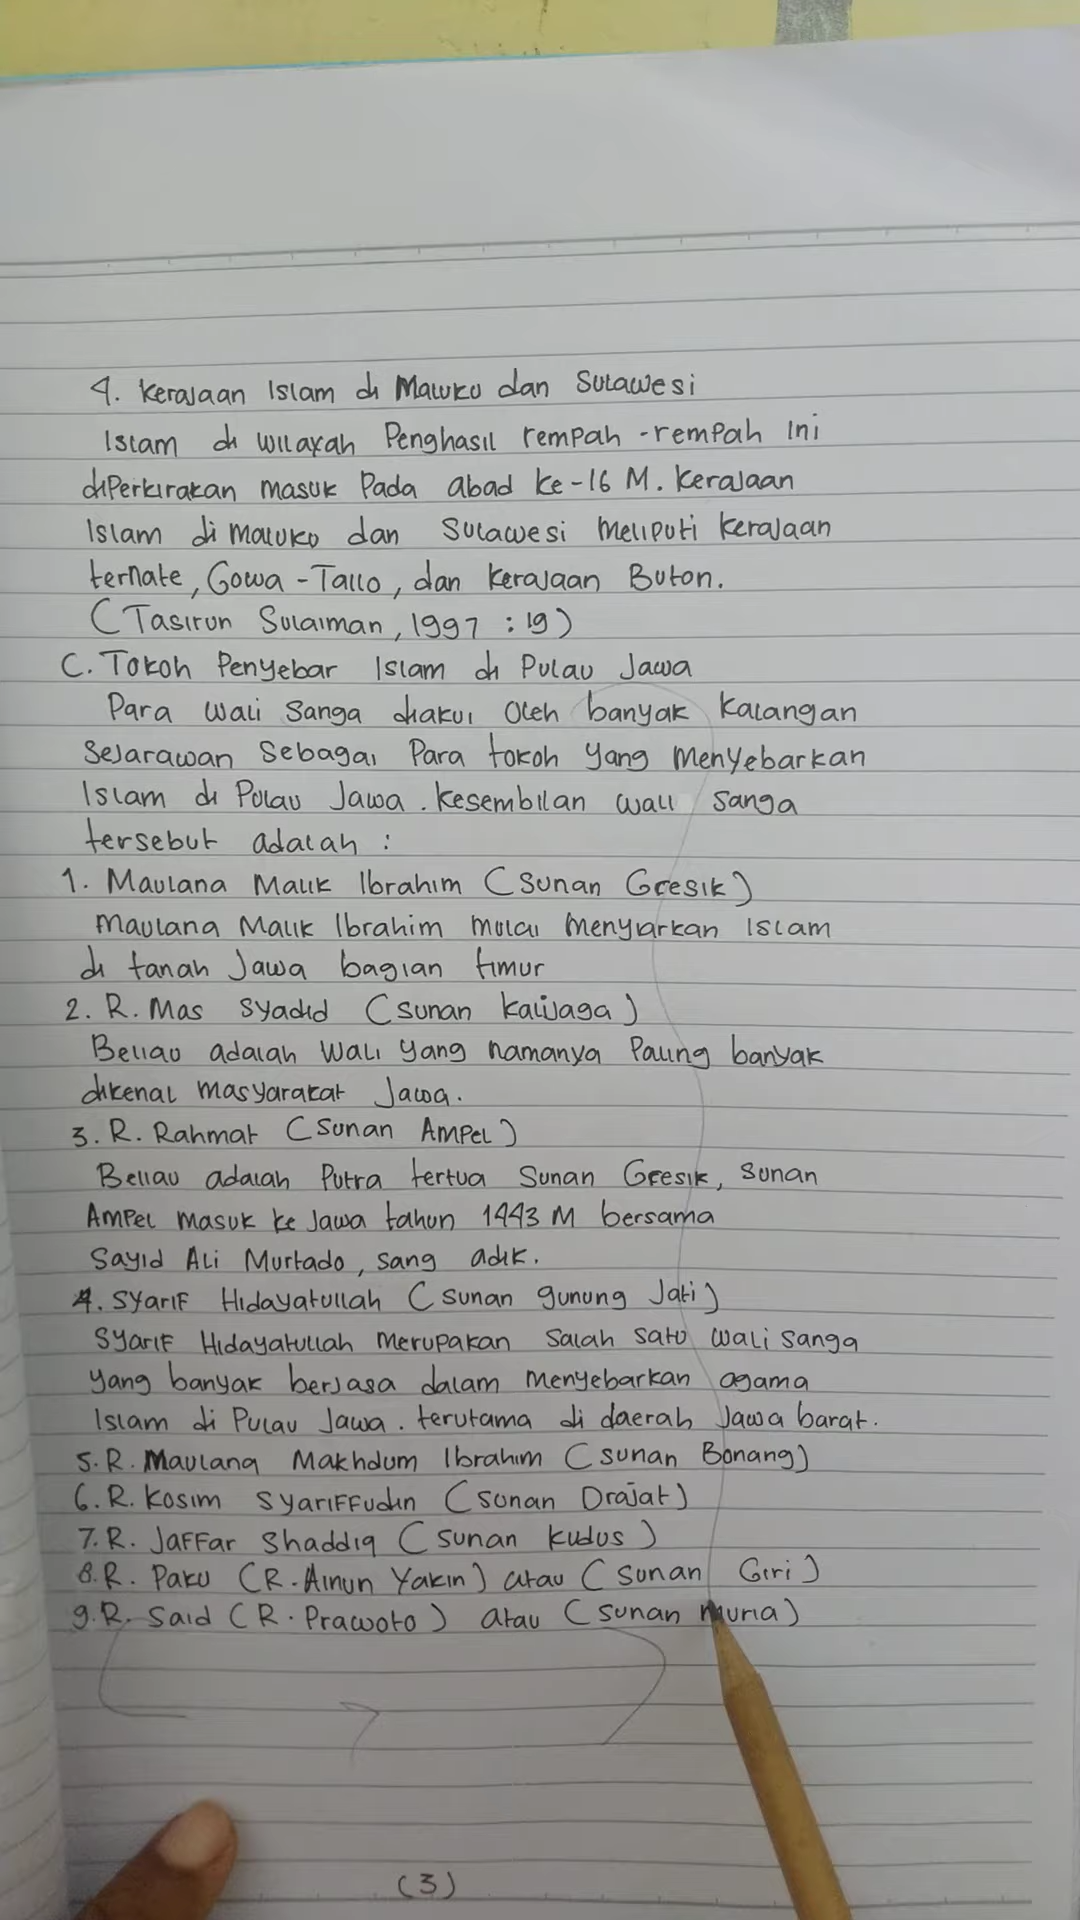 4. Kerajaan Islam di Maluku dan Sulawesi
Islam di wilayah Penghasil rempah-rempah ini
diperkirakan masuk Pada abad ke-16 M. Kerajaan
Islam di maluku dan Sulawesi meliputi kerajaan
ternate, Gowa-Tallo, dan kerajaan Buton.
(Tasirun Sulaiman, 1997 : 19)
C. Tokoh Penyebar Islam di Pulau Jawa
Para Wali Sanga diakui oleh banyak kalangan
Sejarawan Sebagai Para tokoh yang menyebarkan
Islam di Pulau Jawa. Kesembilan wali sanga
tersebut adalah :
1. Maulana Malik Ibrahim (Sunan Gresik)
Maulana Malik Ibrahim mulai menyiarkan Islam
di tanah Jawa bagian timur
2. R. Mas Syadid (Sunan Kalijaga)
Beliau adalah Wali yang namanya Paling banyak
dikenal masyarakat Jawa.
3. R. Rahmat (Sunan Ampel)
Beliau adalah Putra tertua Sunan Gresik, Sunan
Ampel masuk ke Jawa tahun 1443 M bersama
Sayid Ali Murtado, sang adik.
4. Syarif Hidayatullah (Sunan gunung Jati)
Syarif Hidayatullah merupakan salah satu wali sanga
yang banyak berjasa dalam menyebarkan agama
Islam di Pulau Jawa. terutama di daerah Jawa barat.
5. R. Maulana Makhdum Ibrahim (Sunan Bonang)
6. R. Kosim Syariffudin (Sunan Drajat)
7. R. Jaffar Shaddiq (Sunan kudus)
8. R. Paku (R. Ainun Yakin) atau (Sunan Giri)
9. R. Said (R. Prawoto) atau (Sunan Muria)
(3)